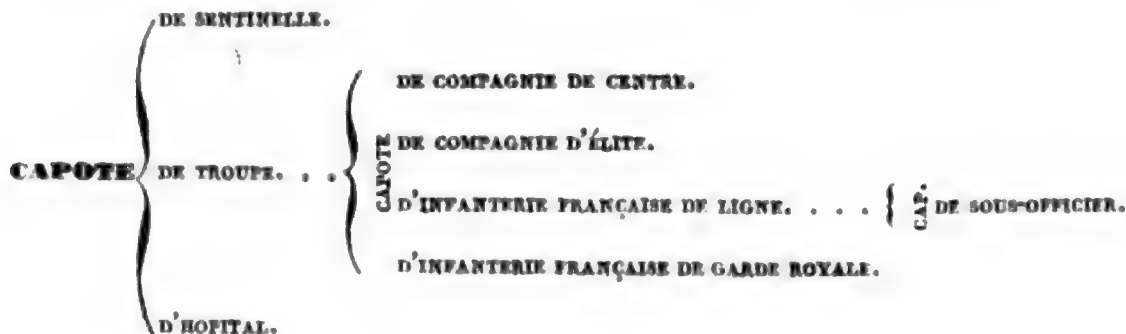 DE SENTINELLE.
DE COMPAGNIE DE CENTRE.
DE COMPAGNIE D'ÉLITE.
CAPOTE DE TROUPE. . . CAPOTE D'INFANTERIE FRANÇAISE DE LIGNE. . . . CAP. DE SOUS-OFFICIER.
D'INFANTERIE FRANÇAISE DE GARDE ROYALE.
D'HOPITAL.